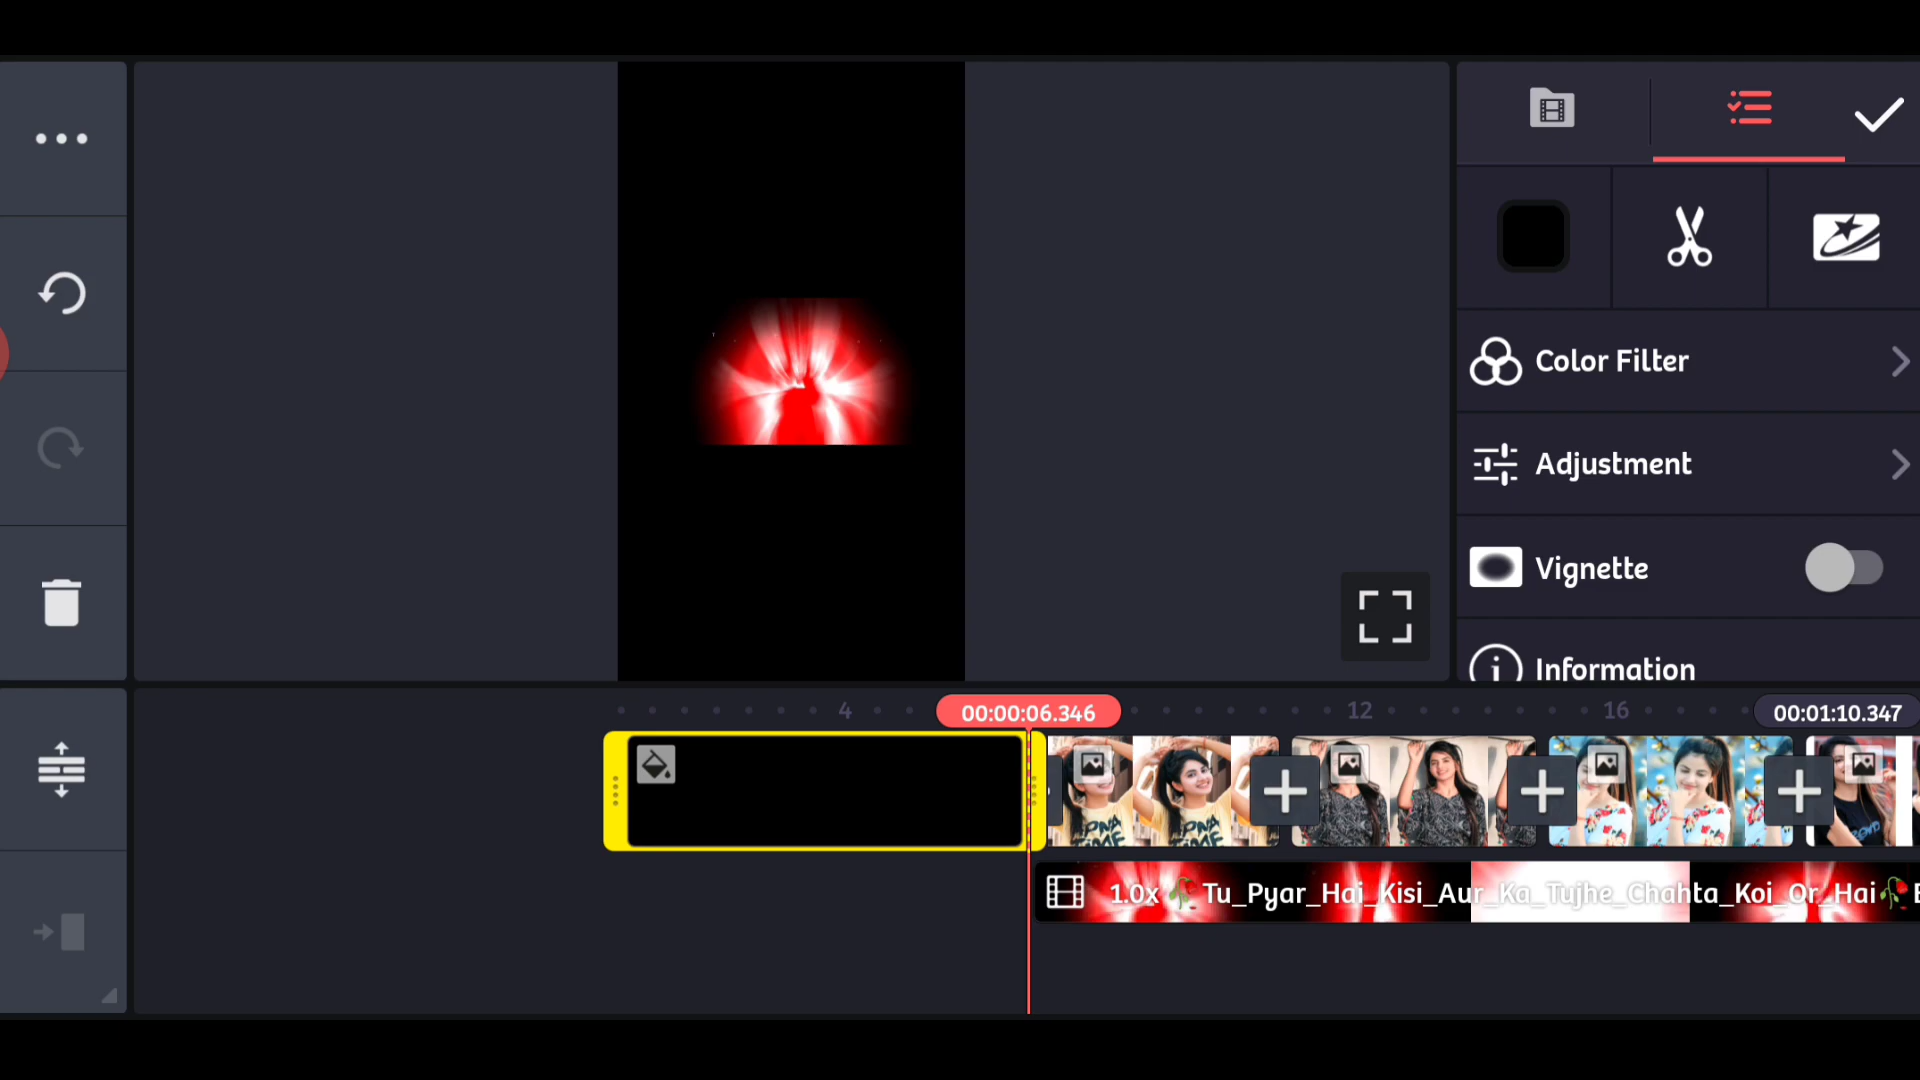 Color Filter
Adjustment
Vignette
Information
4
00:00:06.346
12
16
00:01:10.347
1.0x 🥀Tu_Pyar_Hai_Kisi_Aur_Ka_Tujhe_Chahta_Koi_Or_Hai🥀